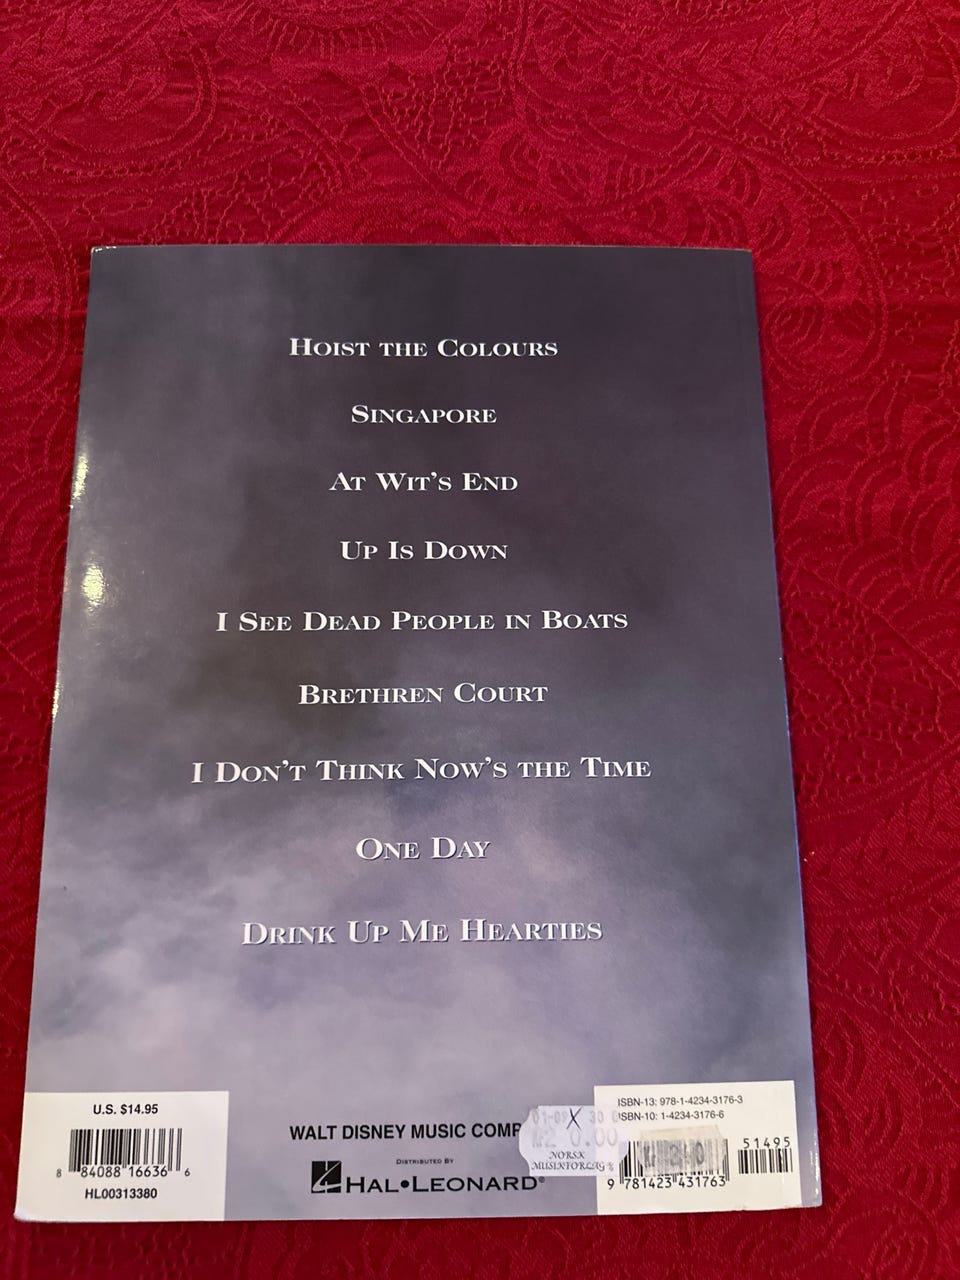 HOIST THE COLOURS
SINGAPORE
AT WIT'S END
UP IS DOWN
I SEE DEAD PEOPLE IN BOATS
BRETHREN COURT
I DON'T THINK NOW'S THE TIME
ONE DAY
DRINK UP ME HEARTIES
U.S. $14.95
8 84088 16636 6
HL00313380
WALT DISNEY MUSIC COMP
DISTRIBUTED BY
HAL•LEONARD®
NORSK
MUSIKFORLAG
ISBN-13: 978-1-4234-3176-3
ISBN-10: 1-4234-3176-6
51495
9 781423 431763